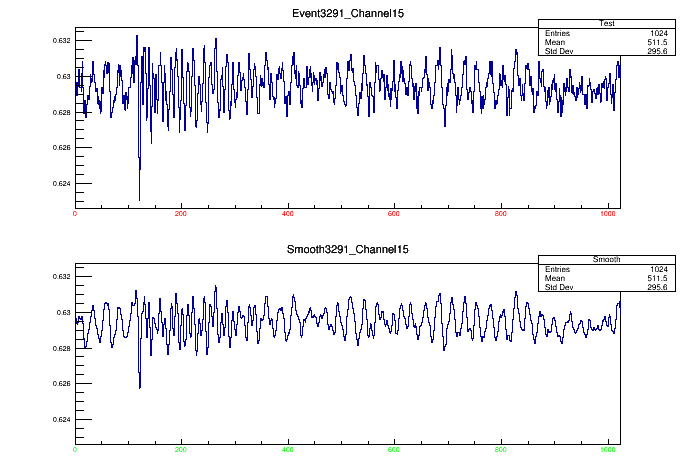 Event3291_Channel15
Test
Entries 1024
Mean 511.5
Std Dev 295.6
0.632
0.63
0.628
0.626
0.624
0 200 400 600 800 1000
Smooth3291_Channel15
Smooth
Entries 1024
Mean 511.5
Std Dev 295.6
0.632
0.63
0.628
0.626
0.624
0 200 400 600 800 1000